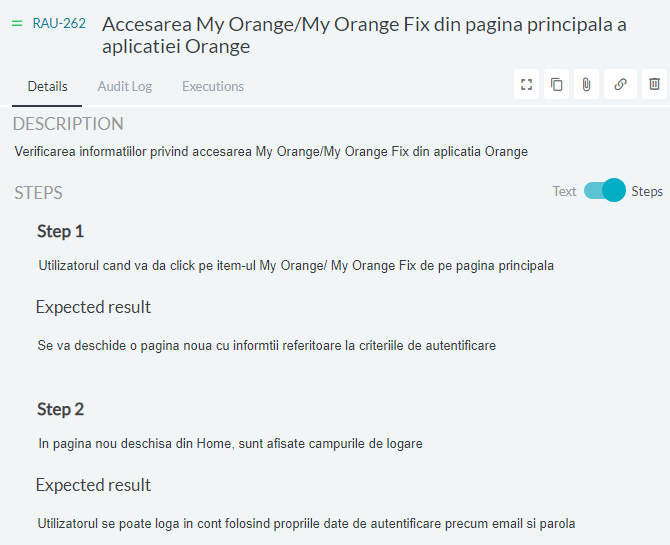 RAU-262 Accesarea My Orange/My Orange Fix din pagina principala a
aplicatiei Orange
Details Audit Log Executions
DESCRIPTION
Verificarea informatiilor privind accesarea My Orange/My Orange Fix din aplicatia Orange
STEPS Text Steps
Step 1
Utilizatorul cand va da click pe item-ul My Orange/ My Orange Fix de pe pagina principala
Expected result
Se va deschide o pagina noua cu informtii referitoare la criteriile de autentificare
Step 2
In pagina nou deschisa din Home, sunt afisate campurile de logare
Expected result
Utilizatorul se poate loga in cont folosind propriile date de autentificare precum email si parola